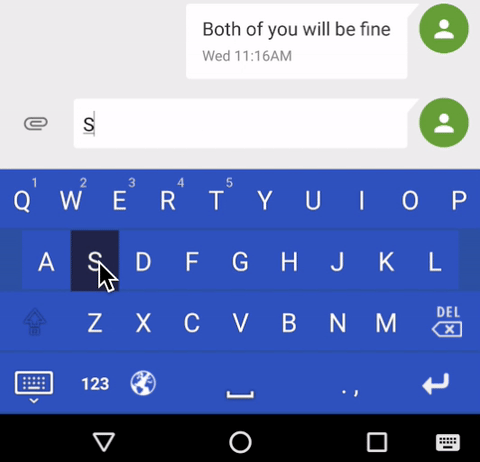 Both of you will be fine
Wed 11:16AM
S
1 2 3 4 5
Q W E R T Y U I O P
A S D F G H J K L
Z X C V B N M DEL
123 . ,